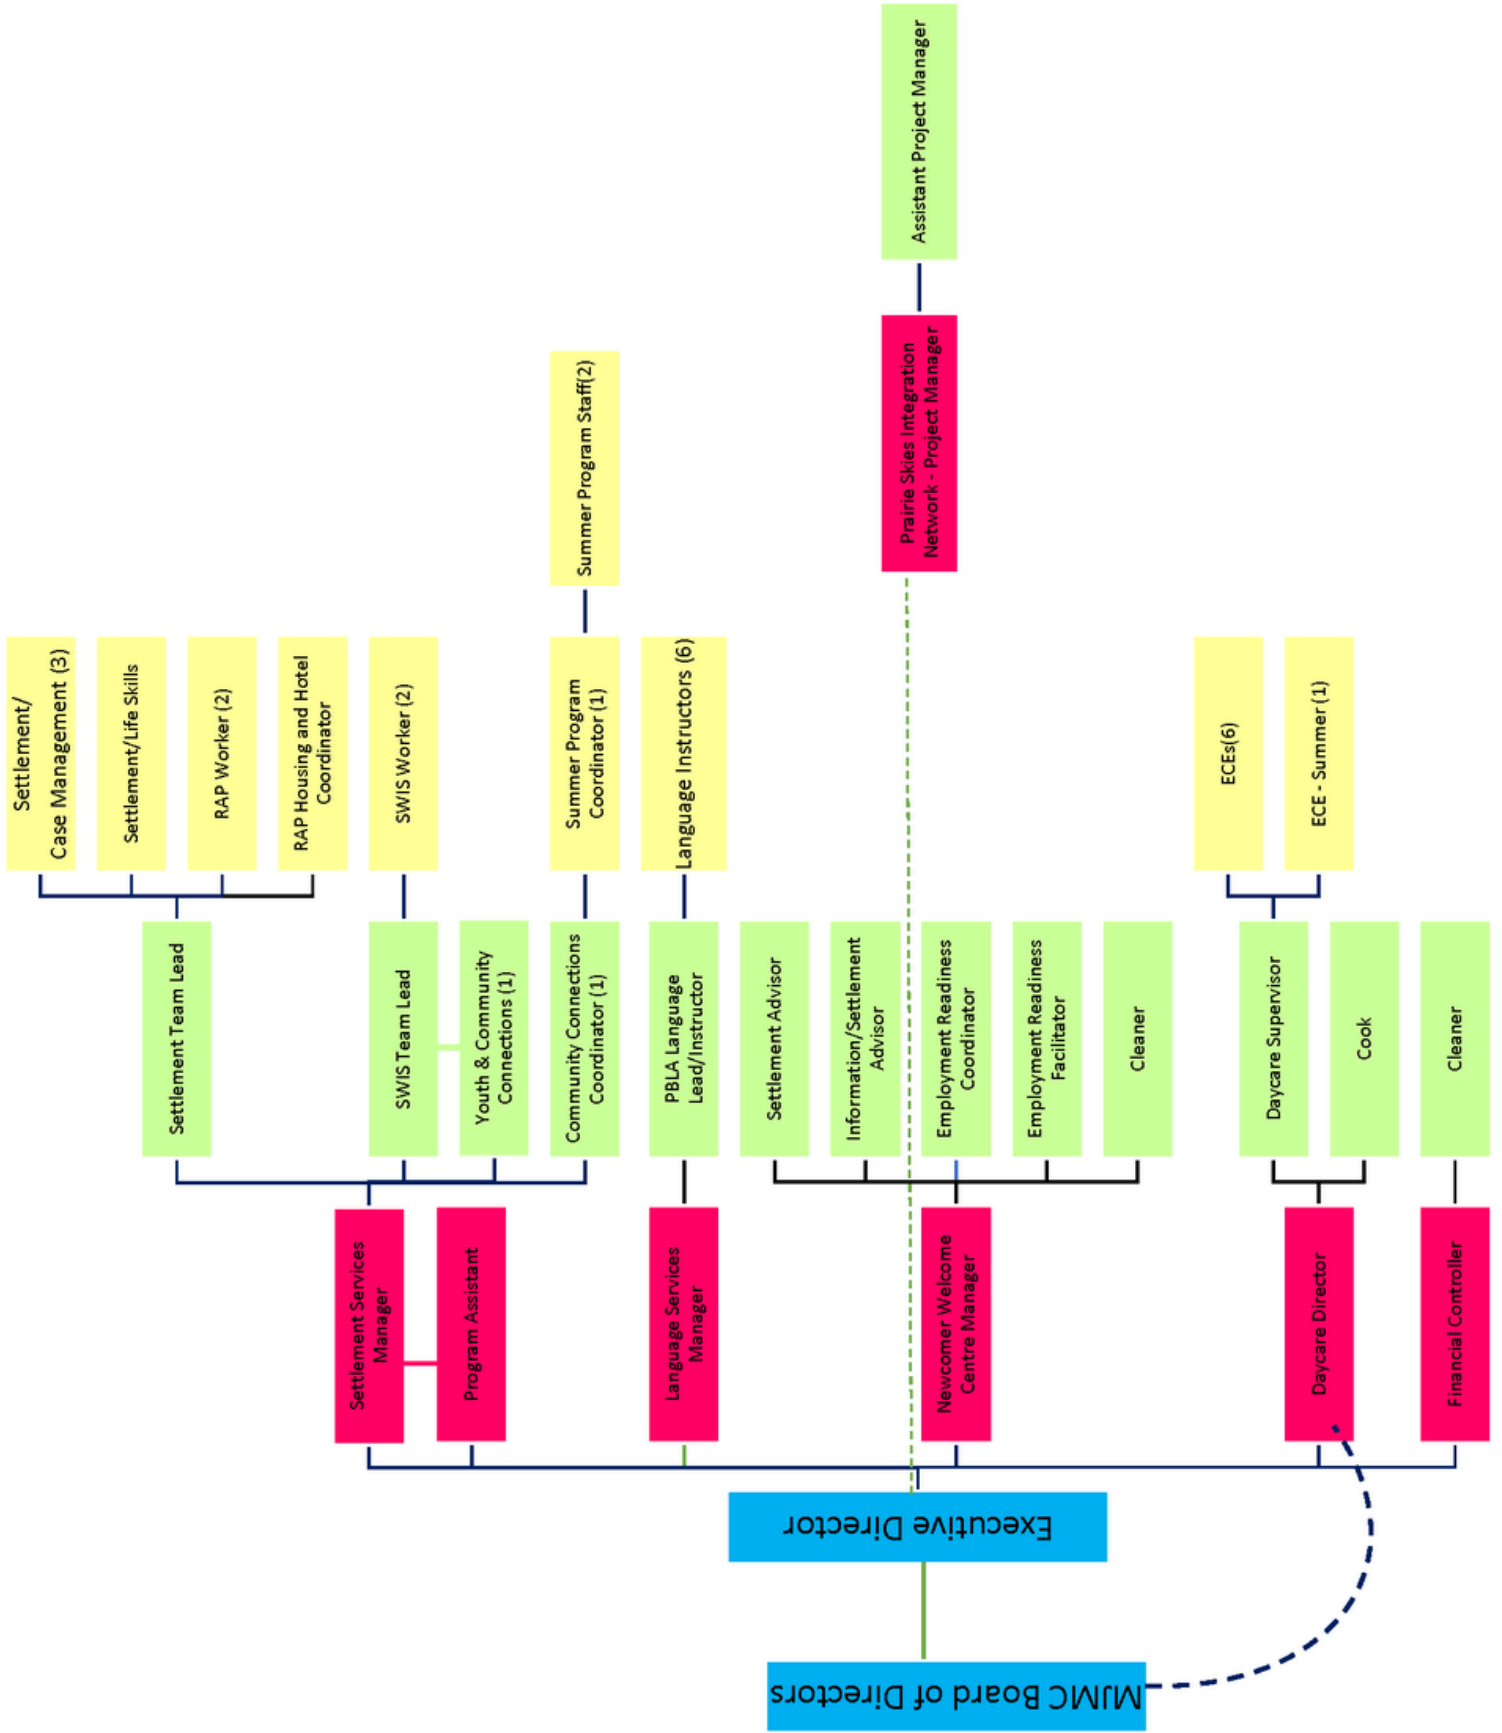 MJMC Board of Directors
Executive Director
Settlement Services
Manager
Program Assistant
Language Services
Manager
Newcomer Welcome
Centre Manager
Daycare Director
Financial Controller
Settlement Team Lead
SWIS Team Lead
Youth & Community
Connections (1)
Community Connections
Coordinator (1)
PBLA Language
Lead/Instructor
Settlement Advisor
Information/Settlement
Advisor
Employment Readiness
Coordinator
Employment Readiness
Facilitator
Cleaner
Daycare Supervisor
Cook
Cleaner
Settlement/
Case Management (3)
Settlement/Life Skills
RAP Worker (2)
RAP Housing and Hotel
Coordinator
SWIS Worker (2)
Summer Program
Coordinator (1)
Language Instructors (6)
ECEs(6)
ECE - Summer (1)
Summer Program Staff(2)
Prairie Skies Integration
Network - Project Manager
Assistant Project Manager